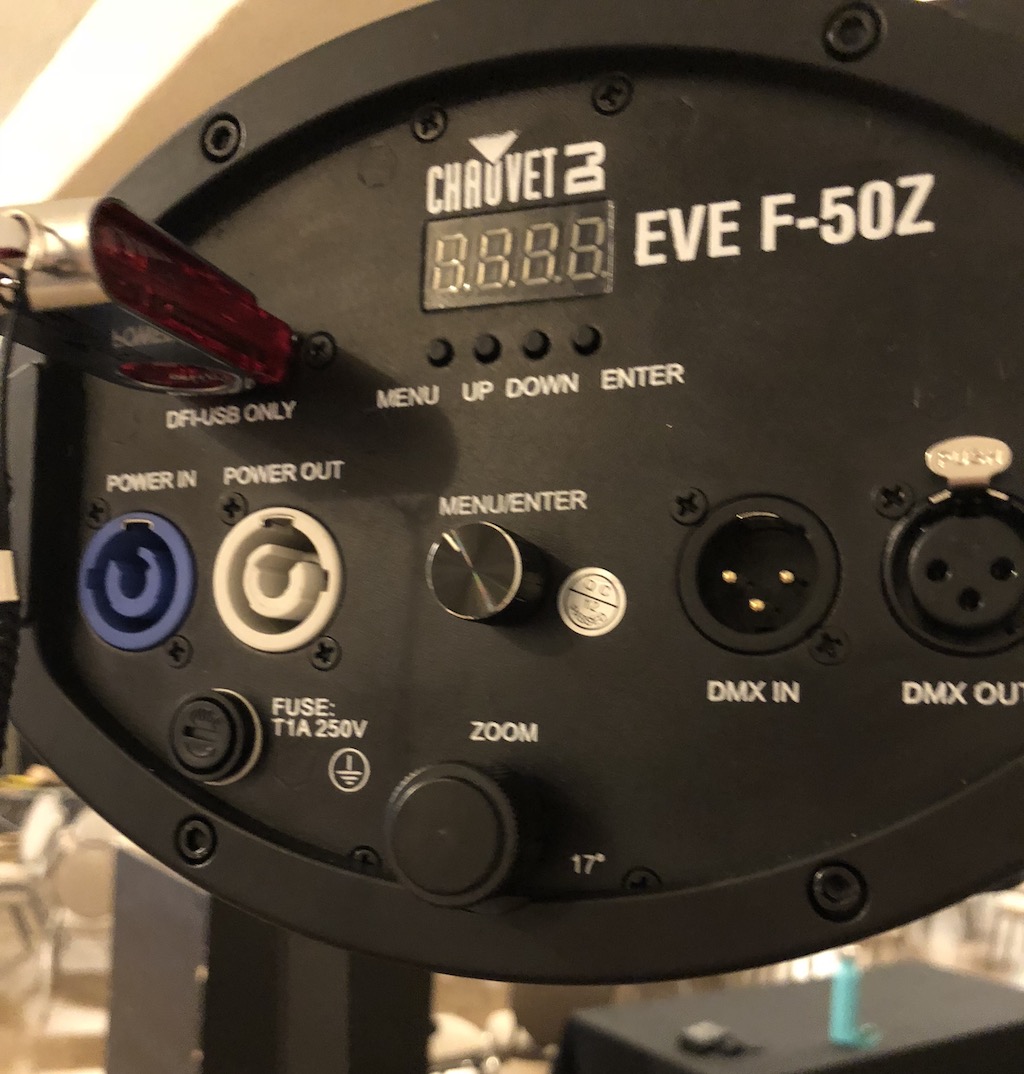 CHAUVET DJ
EVE F-50Z
MENU UP DOWN ENTER
DFI-USB ONLY
POWER IN POWER OUT
MENU/ENTER
FUSE:
T1A 250V
DMX IN
DMX OUT
ZOOM
17°